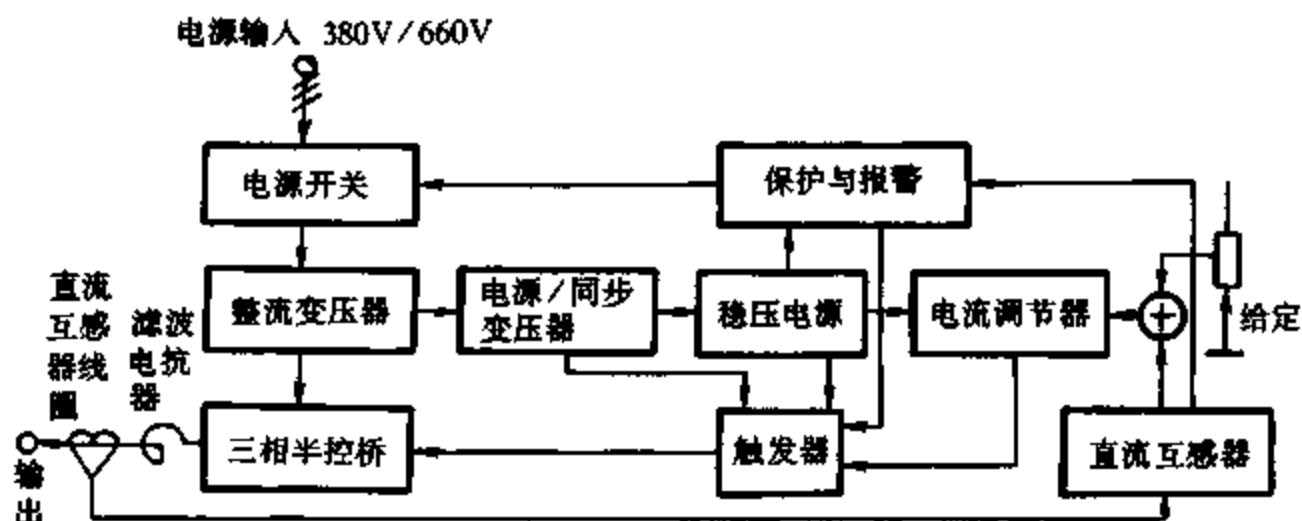 电源输入 380V/660V
电源开关
保护与报警
直流
互感
器线
圈
滤波
电抗
器
整流变压器
电源/同步
变压器
稳压电源
电流调节器
给定
三相半控桥
触发器
直流互感器
输
出